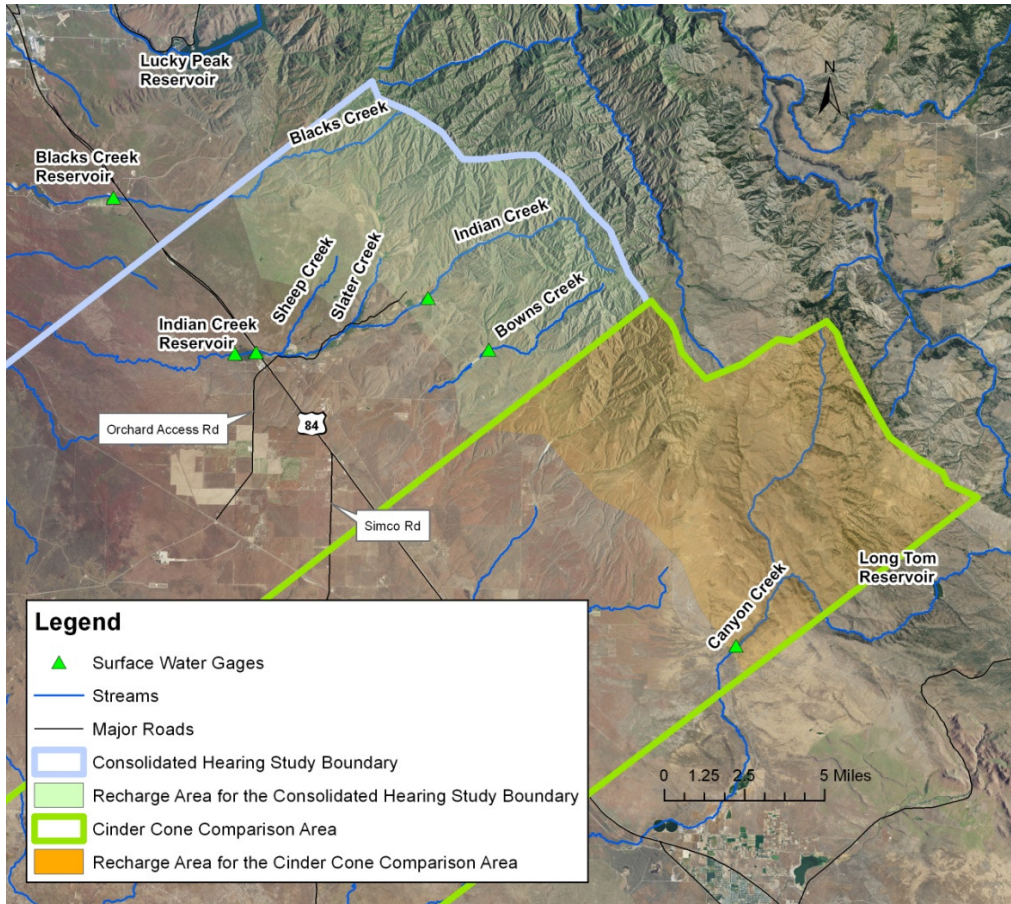 Lucky Peak
Reservoir
N
Blacks Creek
Blacks Creek
Reservoir
Indian Creek
Sheep Creek
Slater Creek
Bowns Creek
Indian Creek
Reservoir
Orchard Access Rd
84
Simco Rd
Long Tom
Reservoir
Canyon Creek
Legend
Surface Water Gages
Streams
Major Roads
Consolidated Hearing Study Boundary
Recharge Area for the Consolidated Hearing Study Boundary
Cinder Cone Comparison Area
Recharge Area for the Cinder Cone Comparison Area
0 1.25 2.5 5 Miles